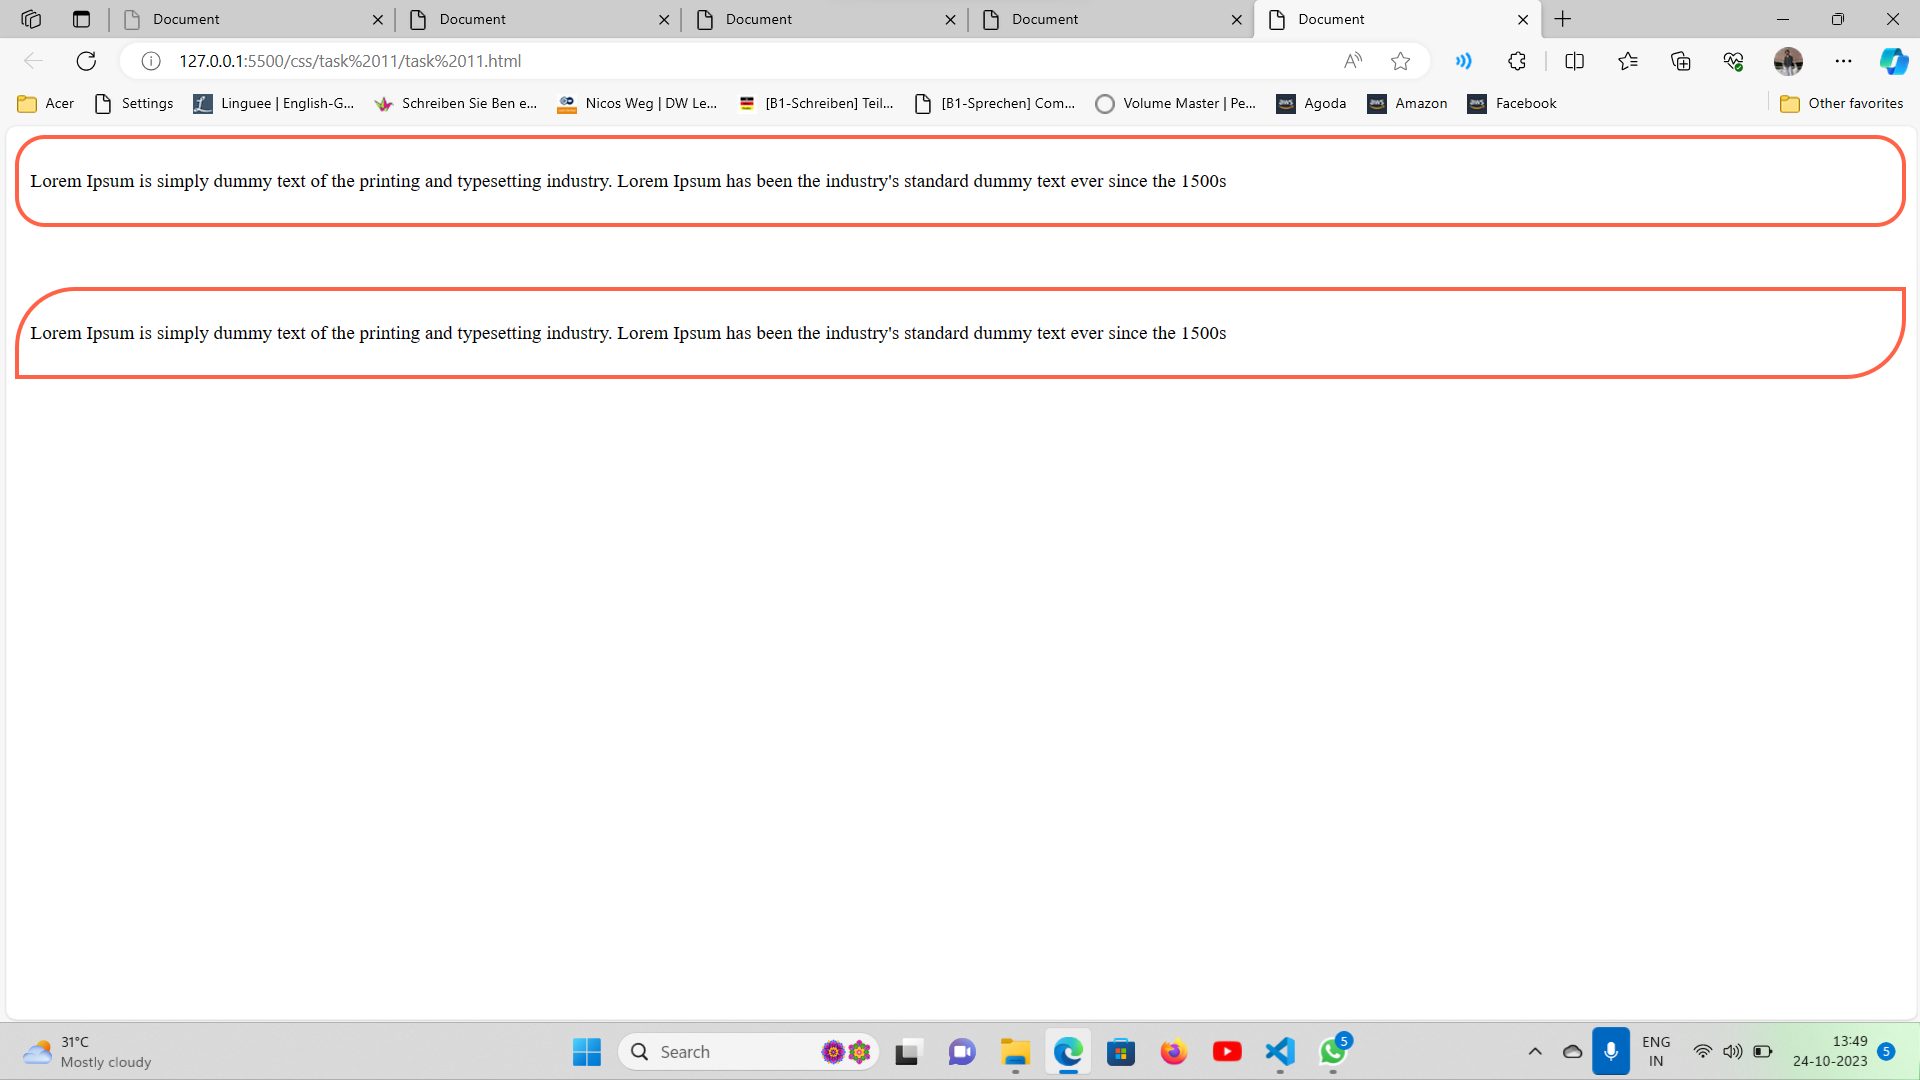 Document Document Document Document Document
127.0.0.1:5500/css/task%2011/task%2011.html
Acer Settings Linguee | English-G... Schreiben Sie Ben e... Nicos Weg | DW Le... [B1-Schreiben] Teil... [B1-Sprechen] Com... Volume Master | Pe... Agoda Amazon Facebook Other favorites
Lorem Ipsum is simply dummy text of the printing and typesetting industry. Lorem Ipsum has been the industry's standard dummy text ever since the 1500s
Lorem Ipsum is simply dummy text of the printing and typesetting industry. Lorem Ipsum has been the industry's standard dummy text ever since the 1500s
31°C
Mostly cloudy
Search
5
ENG
IN
13:49
24-10-2023
5